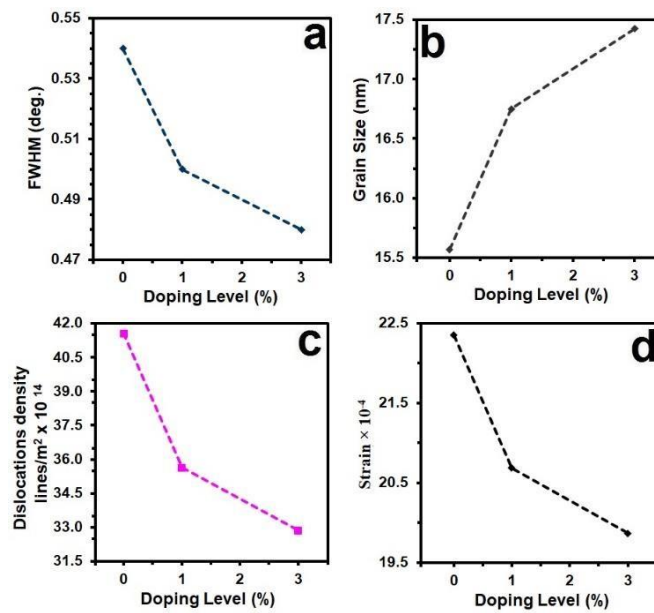 a
FWHM (deg.)
0.55
0.53
0.51
0.49
0.47
0 1 2 3
Doping Level (%)
b
Grain Size (nm)
17.5
17.0
16.5
16.0
15.5
0 1 2 3
Doping Level (%)
c
Dislocations density
lines/m² x 10 ¹⁴
42.0
40.5
39.0
37.5
36.0
34.5
33.0
31.5
0 1 2 3
Doping Level (%)
d
Strain × 10⁻⁴
22.5
21.5
20.5
19.5
0 1 2 3
Doping Level (%)